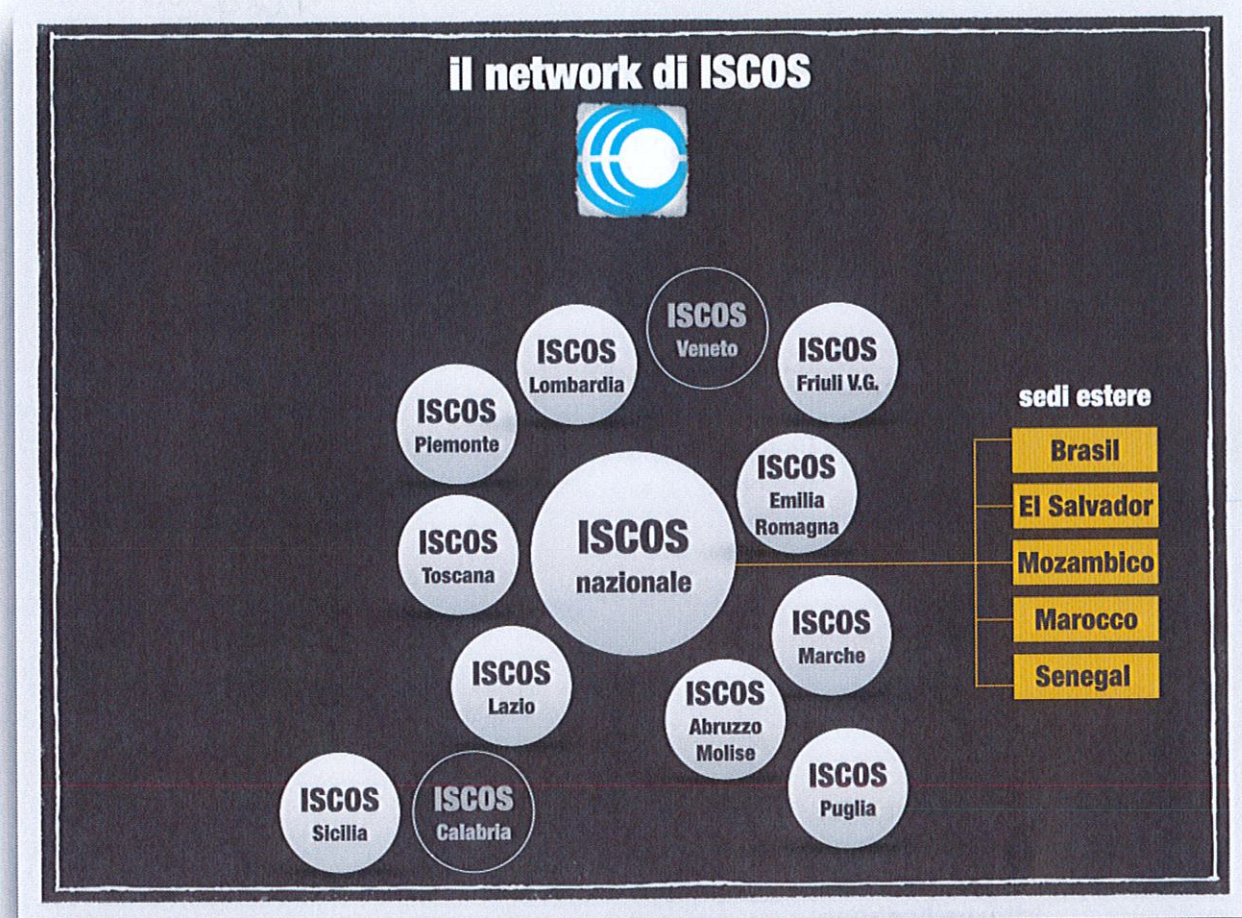 il network di ISCOS
ISCOS
Veneto
ISCOS
Lombardia
ISCOS
Friuli V.G.
ISCOS
Piemonte
sedi estere
Brasil
El Salvador
Mozambico
Marocco
Senegal
ISCOS
Emilia
Romagna
ISCOS
nazionale
ISCOS
Toscana
ISCOS
Marche
ISCOS
Lazio
ISCOS
Abruzzo
Molise
ISCOS
Puglia
ISCOS
Sicilia
ISCOS
Calabria